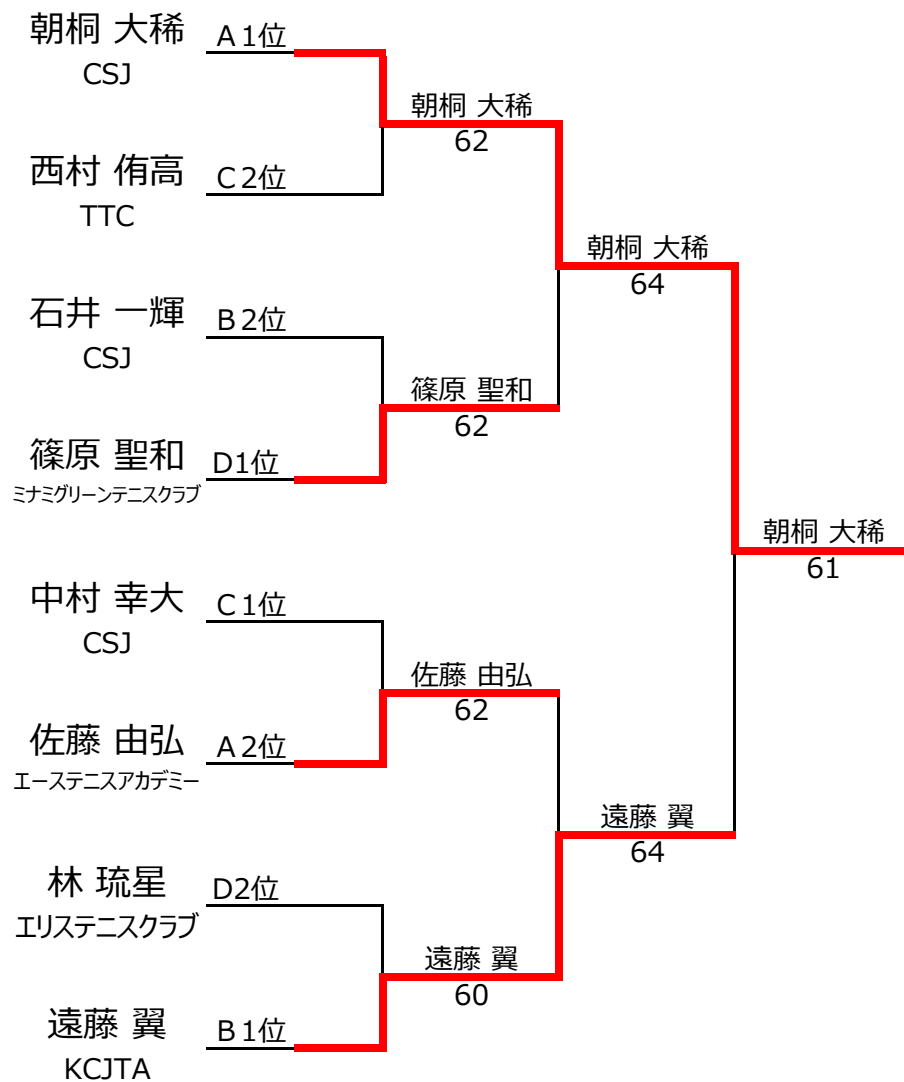 朝桐 大稀
A1位
CSJ
朝桐 大稀
62
西村 侑高
C2位
TTC
朝桐 大稀
64
石井 一輝
B2位
CSJ
篠原 聖和
62
篠原 聖和
D1位
ミナミグリーンテニスクラブ
朝桐 大稀
61
中村 幸大
C1位
CSJ
佐藤 由弘
62
佐藤 由弘
A2位
エーステニスアカデミー
遠藤 翼
64
林 琉星
D2位
エリステニスクラブ
遠藤 翼
60
遠藤 翼
B1位
KCJTA